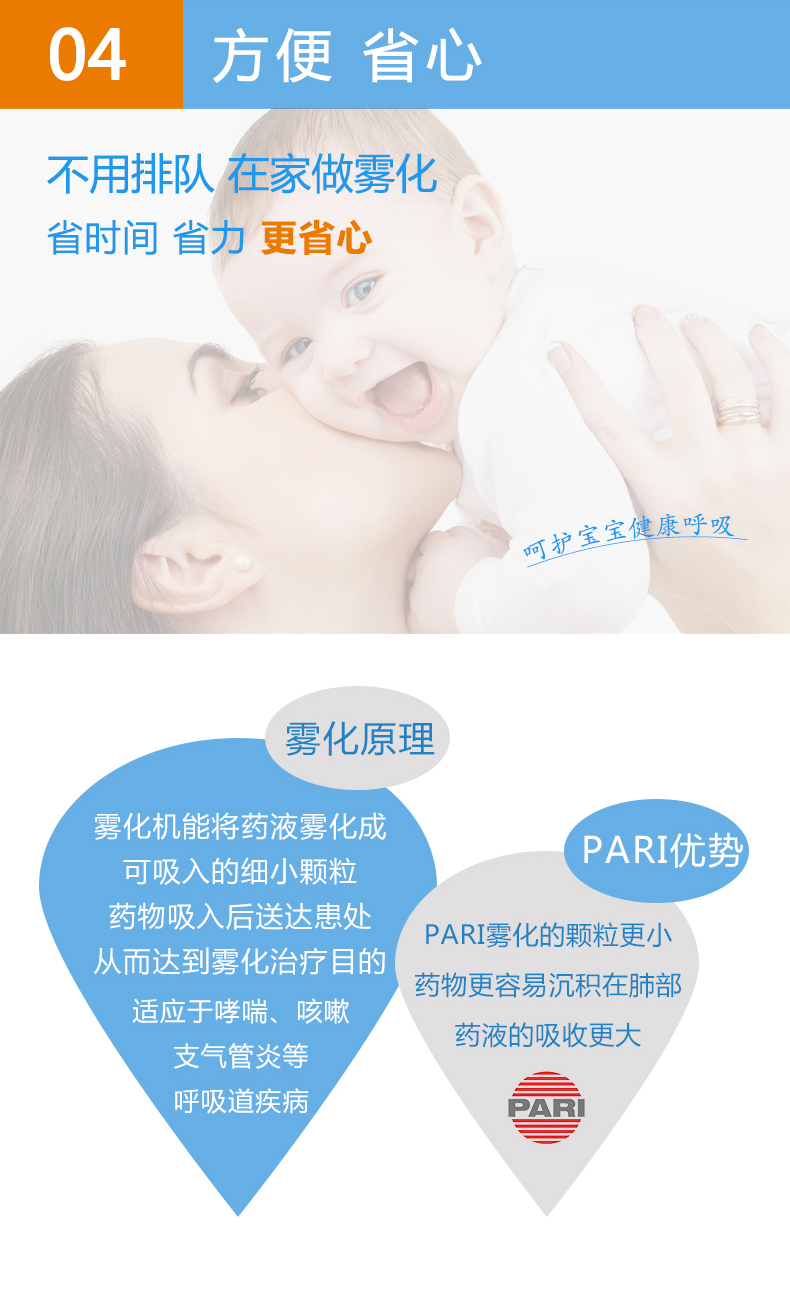 04 方便 省心
不用排队 在家做雾化
省时间 省力 更省心
呵护宝宝健康呼吸
雾化原理
雾化机能将药液雾化成
可吸入的细小颗粒
药物吸入后送达患处
从而达到雾化治疗目的
适应于哮喘、咳嗽
支气管炎等
呼吸道疾病
PARI优势
PARI雾化的颗粒更小
药物更容易沉积在肺部
药液的吸收更大
PARI